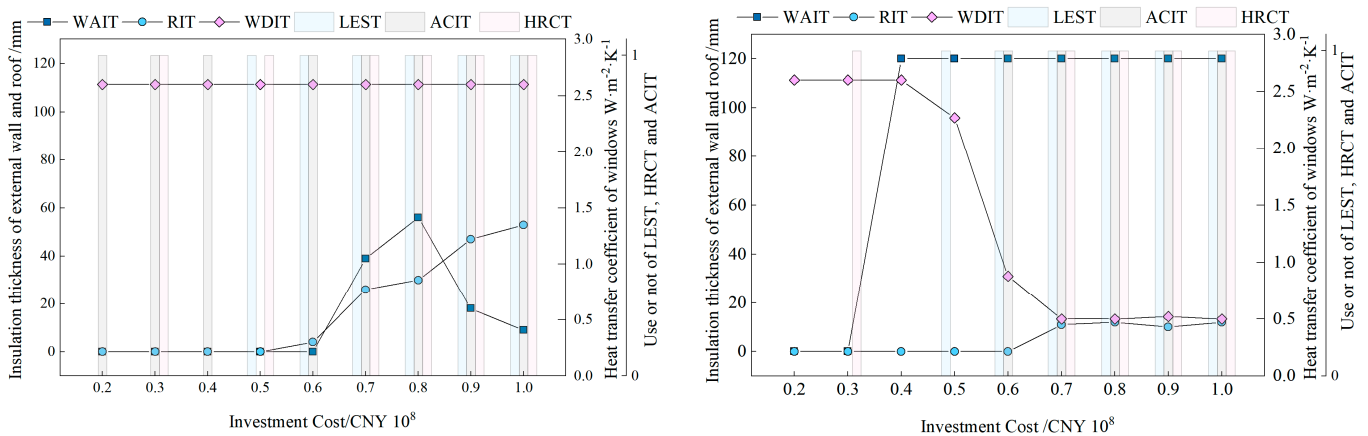 WAIT RIT WDIT LEST ACIT HRCT
Insulation thickness of external wall and roof /mm
120
100
80
60
40
20
0
0.2 0.3 0.4 0.5 0.6 0.7 0.8 0.9 1.0
Investment Cost/CNY 10⁸
3.0
2.5
2.0
1.5
1.0
0.5
0.0
Heat transfer coefficient of windows W·m⁻²·K⁻¹
1
0
Use or not of LEST, HRCT and ACIT
WAIT RIT WDIT LEST ACIT HRCT
Insulation thickness of external wall and roof /mm
120
100
80
60
40
20
0
0.2 0.3 0.4 0.5 0.6 0.7 0.8 0.9 1.0
Investment Cost /CNY 10⁸
3.0
2.5
2.0
1.5
1.0
0.5
0.0
Heat transfer coefficient of windows W·m⁻²·K⁻¹
1
0
Use or not of LEST, HRCT and ACIT